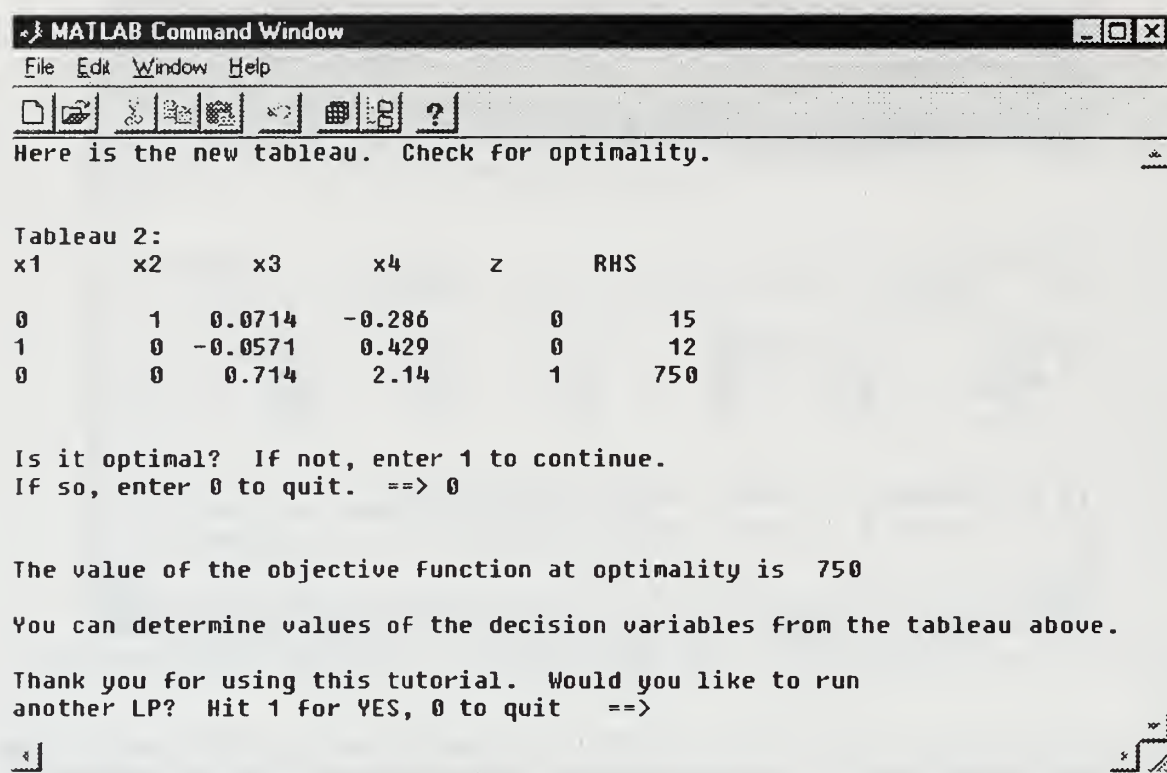 MATLAB Command Window
File Edit Window Help
?
Here is the new tableau. Check for optimality.
Tableau 2:
x1 x2 x3 x4 z RHS
0 1 0.0714 -0.286 0 15
1 0 -0.0571 0.429 0 12
0 0 0.714 2.14 1 750
Is it optimal? If not, enter 1 to continue.
If so, enter 0 to quit. ==> 0
The value of the objective function at optimality is 750
You can determine values of the decision variables from the tableau above.
Thank you for using this tutorial. Would you like to run
another LP? Hit 1 for YES, 0 to quit ==>